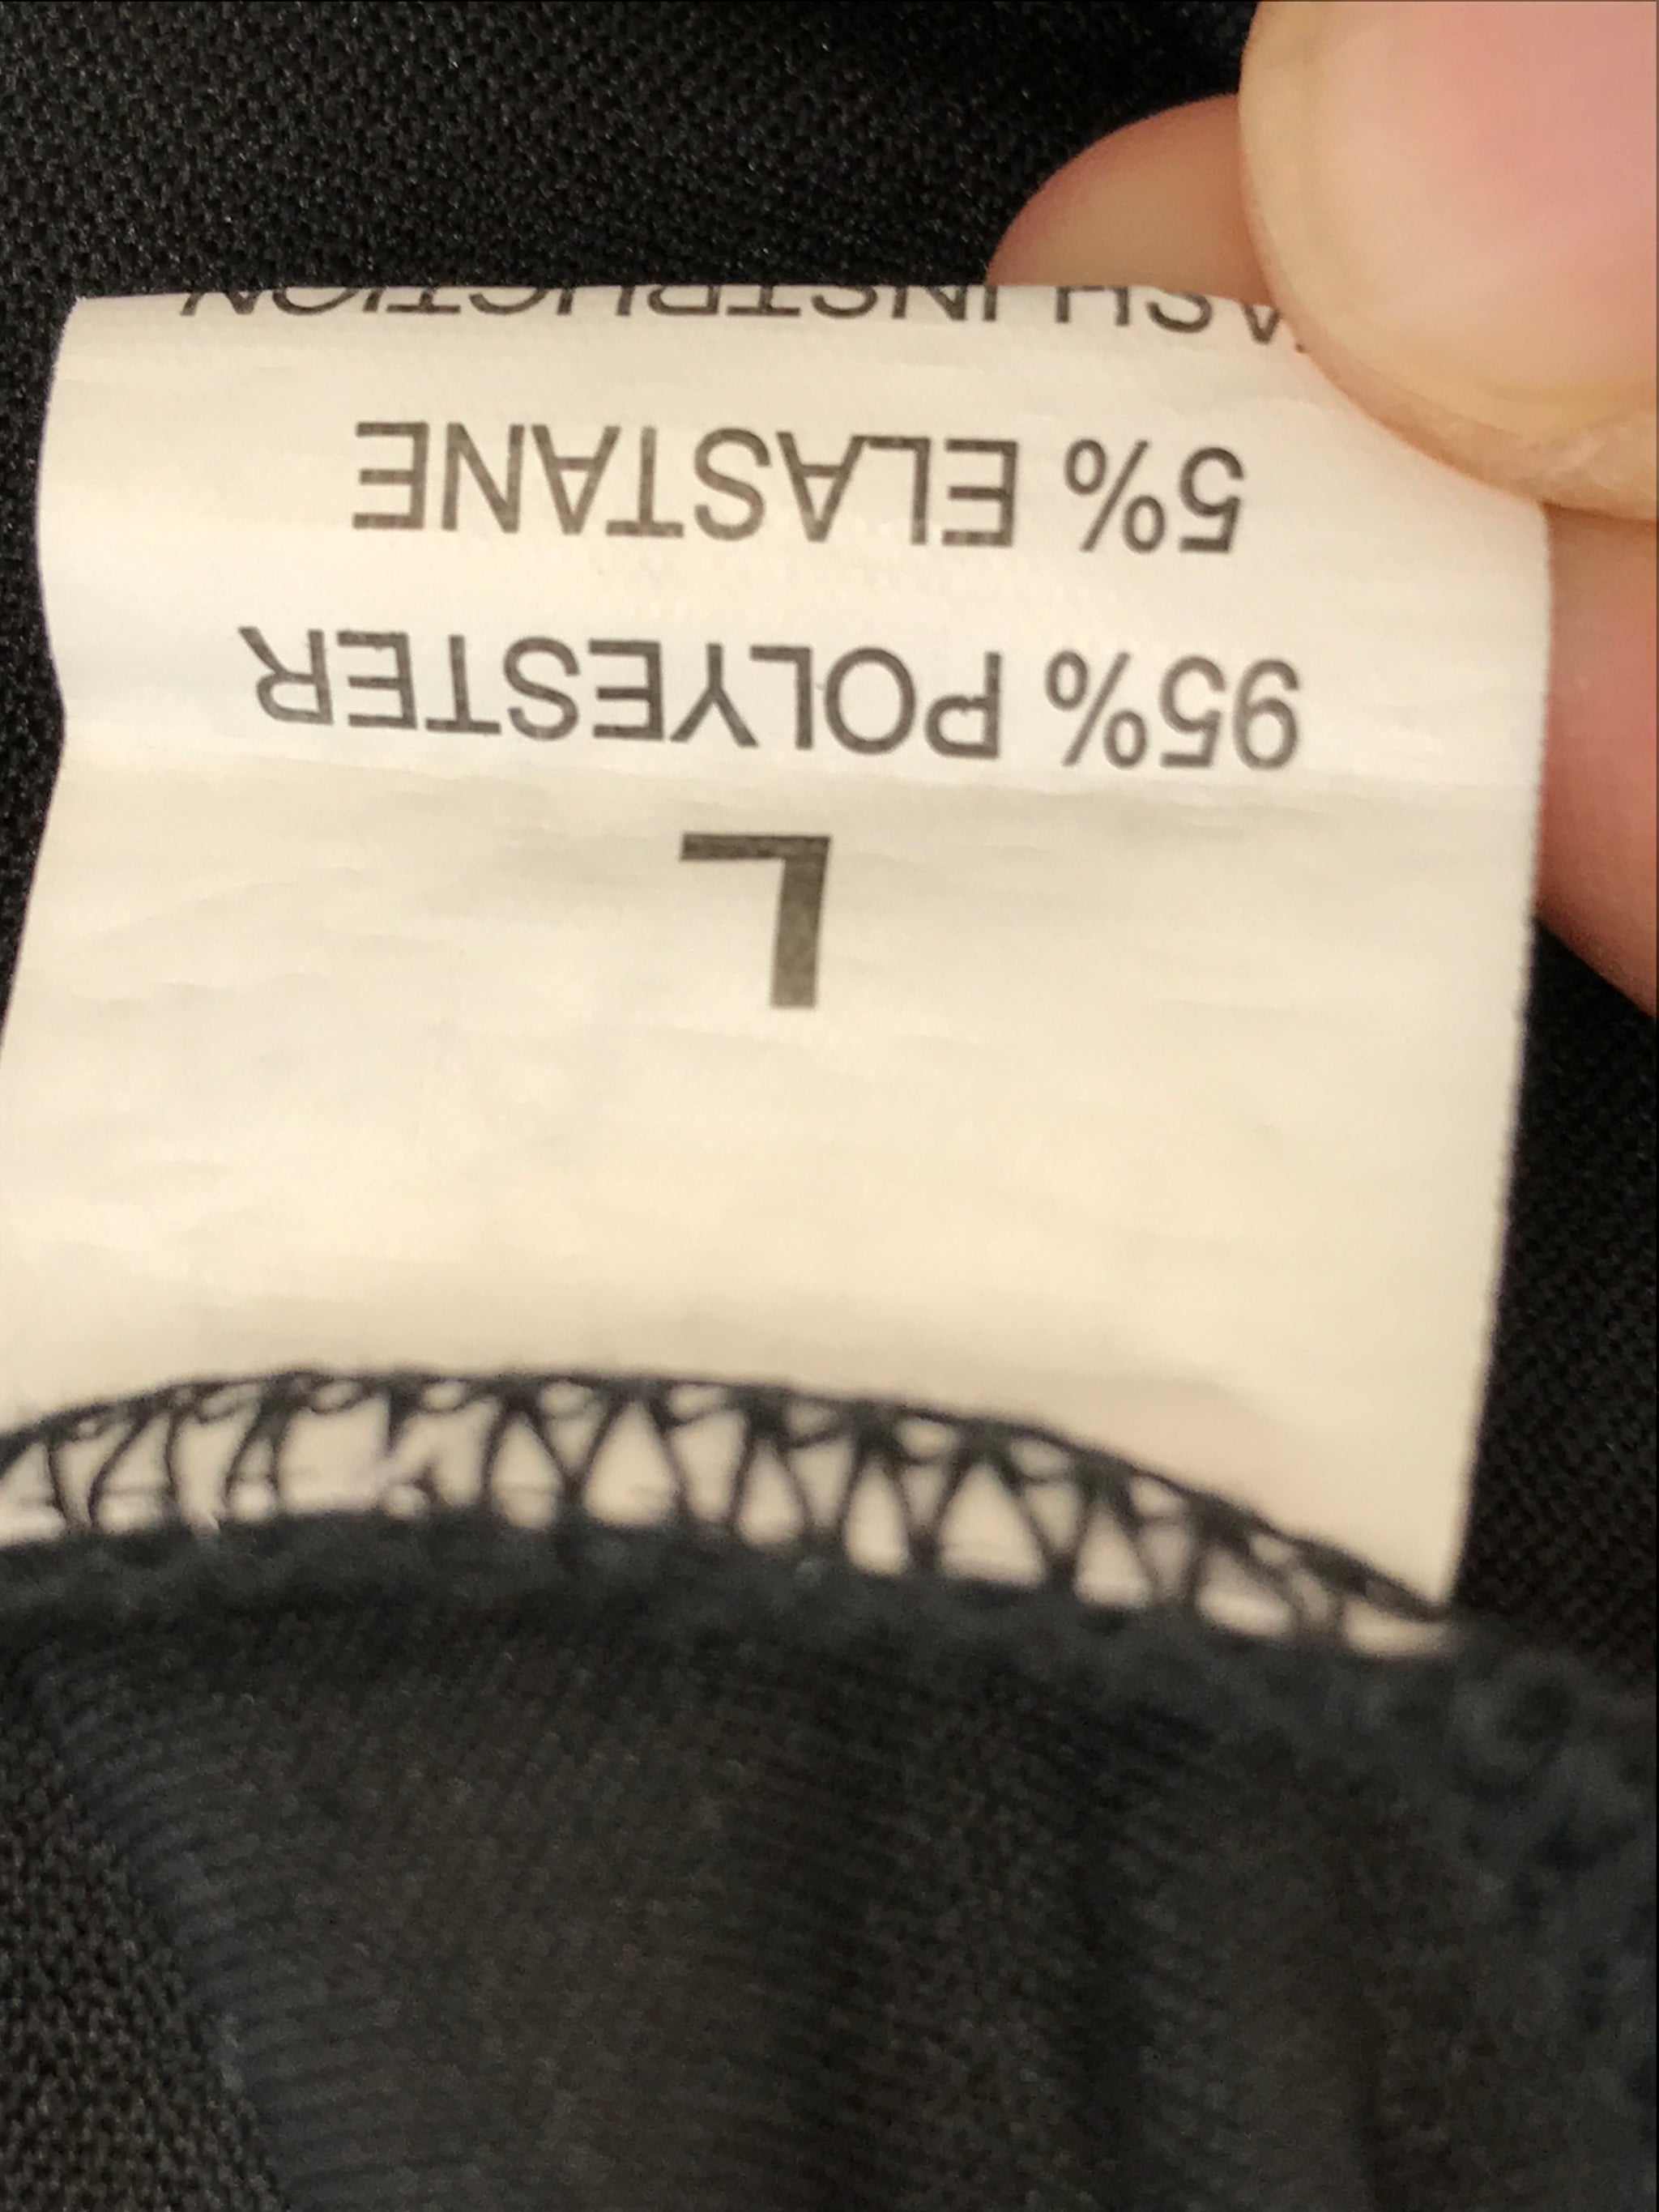 L
95% POLYESTER
5% ELASTANE
INSTRUCTION